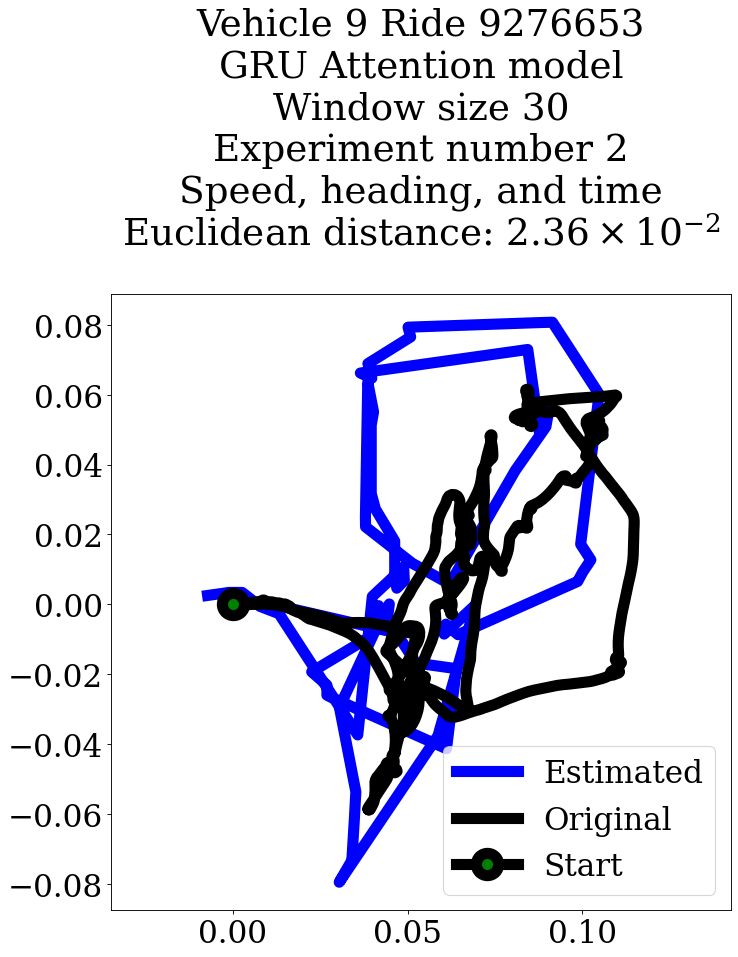 Vehicle 9 Ride 9276653
GRU Attention model
Window size 30
Experiment number 2
Speed, heading, and time
Euclidean distance: 2.36 × 10⁻²
0.08
0.06
0.04
0.02
0.00
−0.02
−0.04
−0.06
−0.08
Estimated
Original
Start
0.00 0.05 0.10